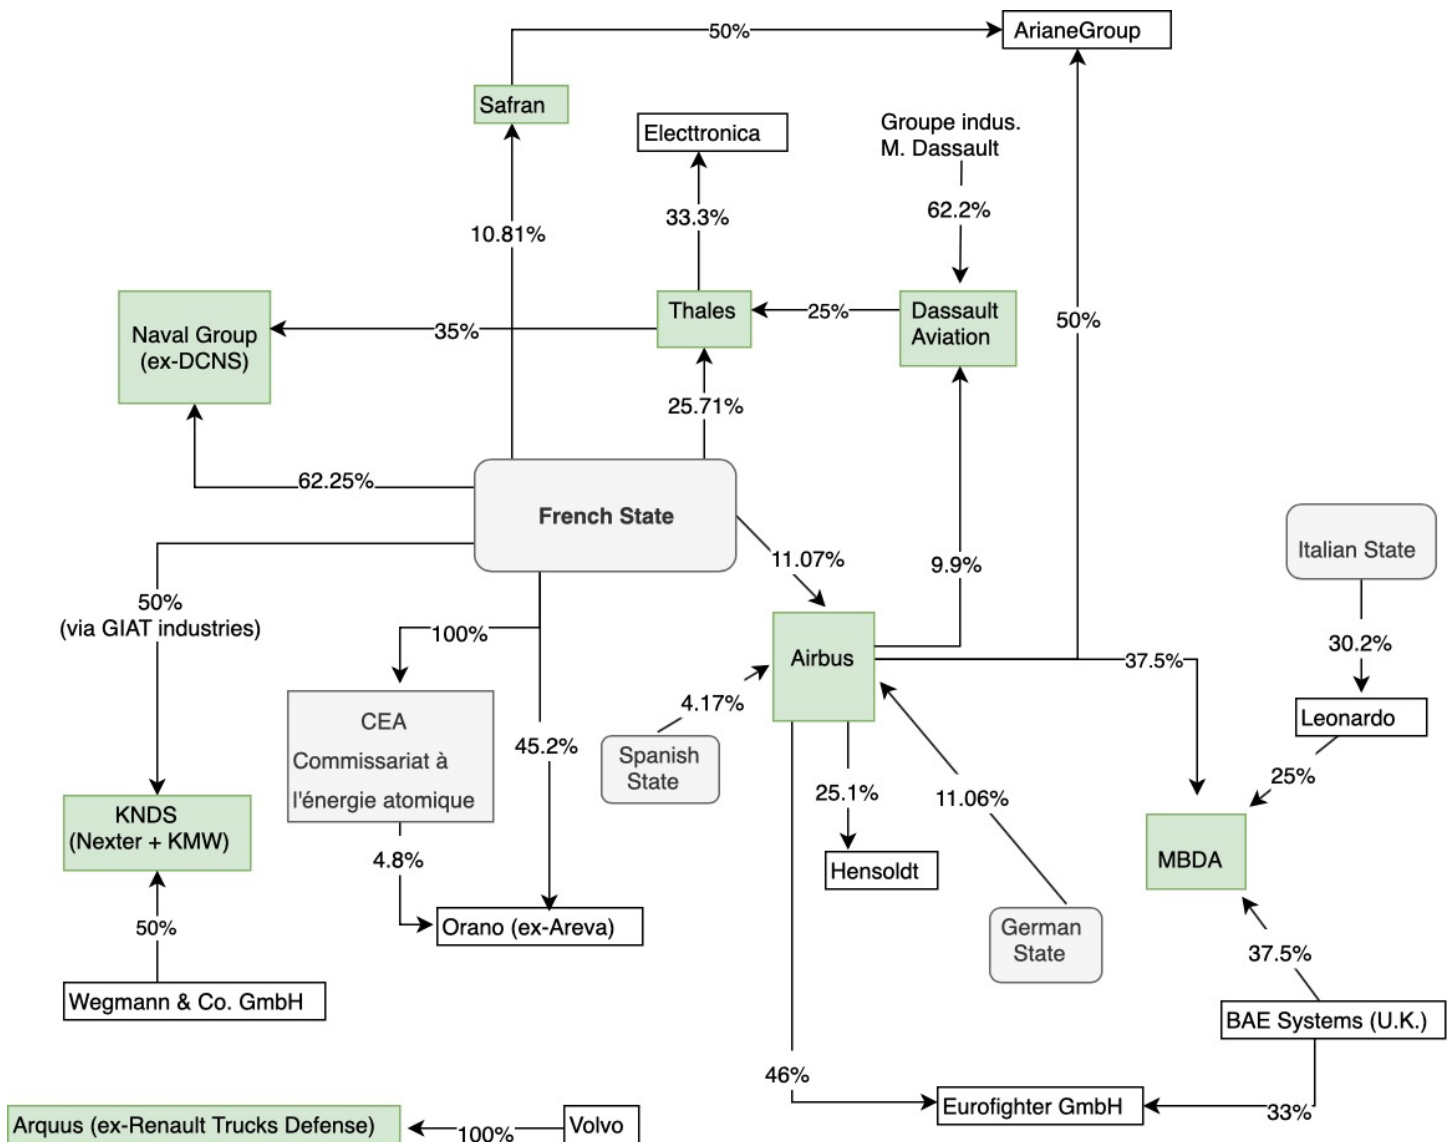 50%
ArianeGroup
Safran
Electtronica
Groupe indus.
M. Dassault
33.3%
62.2%
10.81%
Thales
25%
Dassault
Aviation
50%
Naval Group
(ex-DCNS)
35%
25.71%
62.25%
French State
Italian State
11.07%
9.9%
50%
(via GIAT industries)
100%
30.2%
Airbus
37.5%
4.17%
Leonardo
CEA
Commissariat à
l'énergie atomique
45.2%
Spanish
State
25%
25.1%
11.06%
KNDS
(Nexter + KMW)
4.8%
MBDA
Hensoldt
50%
Orano (ex-Areva)
German
State
37.5%
Wegmann & Co. GmbH
BAE Systems (U.K.)
46%
Eurofighter GmbH
33%
Arquus (ex-Renault Trucks Defense)
100%
Volvo